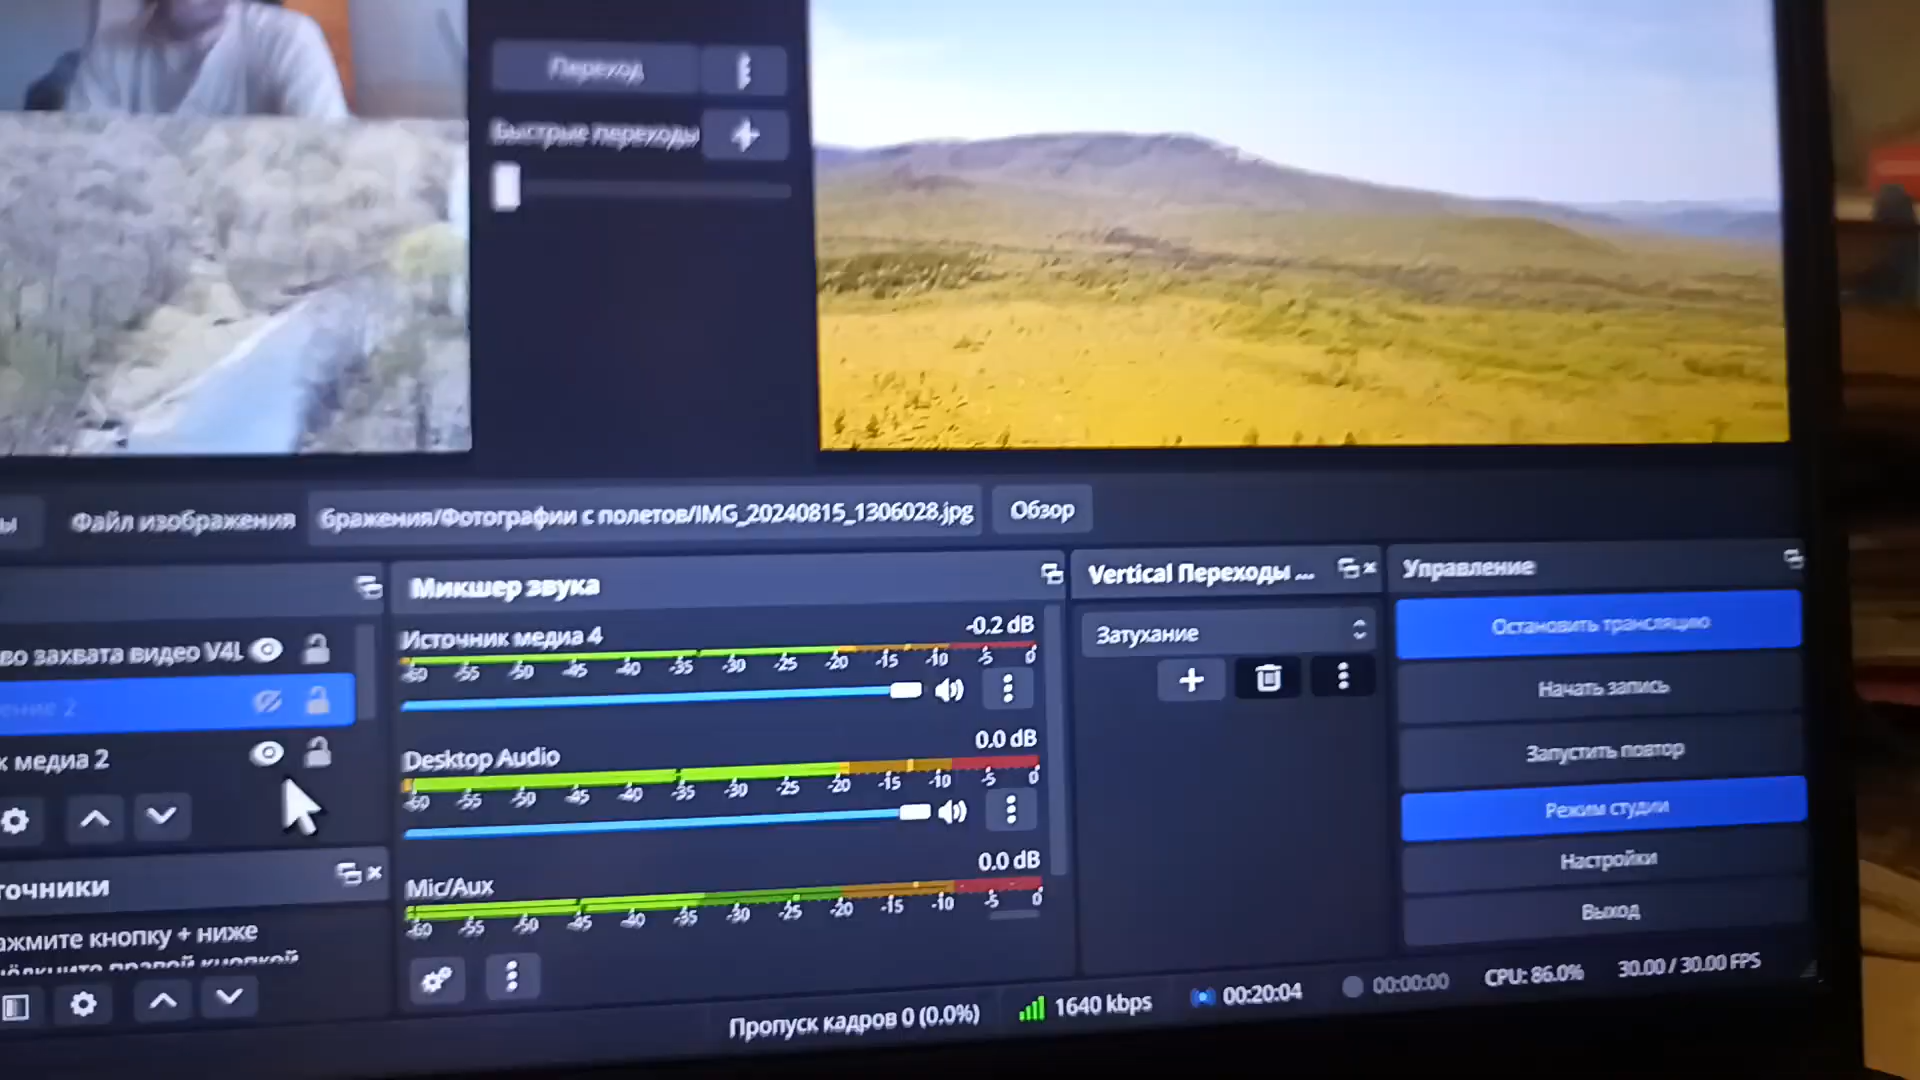 Переход
Быстрые переходы
ы Файл изображения бражения/Фотографии с полетов/IMG_20240815_1306028.jpg Обзор
во захвата видео V4L
ение 2
к медиа 2
точники
ажмите кнопку + ниже
ёлкните правой кнопкой
Микшер звука
Источник медиа 4 -0.2 dB
-60 -55 -50 -45 -40 -35 -30 -25 -20 -15 -10 -5 0
Desktop Audio 0.0 dB
-60 -55 -50 -45 -40 -35 -30 -25 -20 -15 -10 -5 0
Mic/Aux 0.0 dB
-60 -55 -50 -45 -40 -35 -30 -25 -20 -15 -10 -5 0
Vertical Переходы ...
Затухание
Управление
Остановить трансляцию
Начать запись
Запустить повтор
Режим студии
Настройки
Выход
Пропуск кадров 0 (0.0%) 1640 kbps 00:20:04 00:00:00 CPU: 86.0% 30.00 / 30.00 FPS